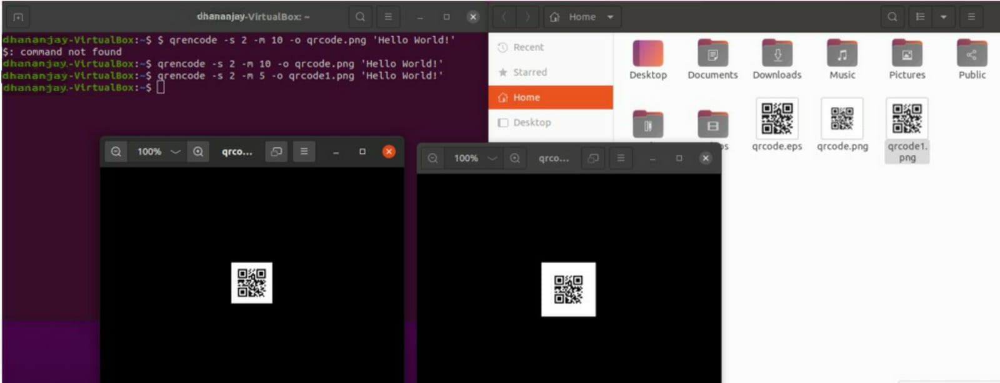 dhananjay-VirtualBox: ~
dhananjay-VirtualBox:~$ $ qrencode -s 2 -m 10 -o qrcode.png 'Hello World!'
$: command not found
dhananjay.-VirtualBox:~$ qrencode -s 2 -m 10 -o qrcode.png 'Hello World!'
dhananjay.-VirtualBox:~$ qrencode -s 2 -m 5 -o qrcode1.png 'Hello World!'
dhananjay.-VirtualBox:~$
100% qrco...
100% qrco...
Home
Recent
Starred
Home
Desktop
Desktop Documents Downloads Music Pictures Public
qrcode.eps qrcode.png qrcode1.
png